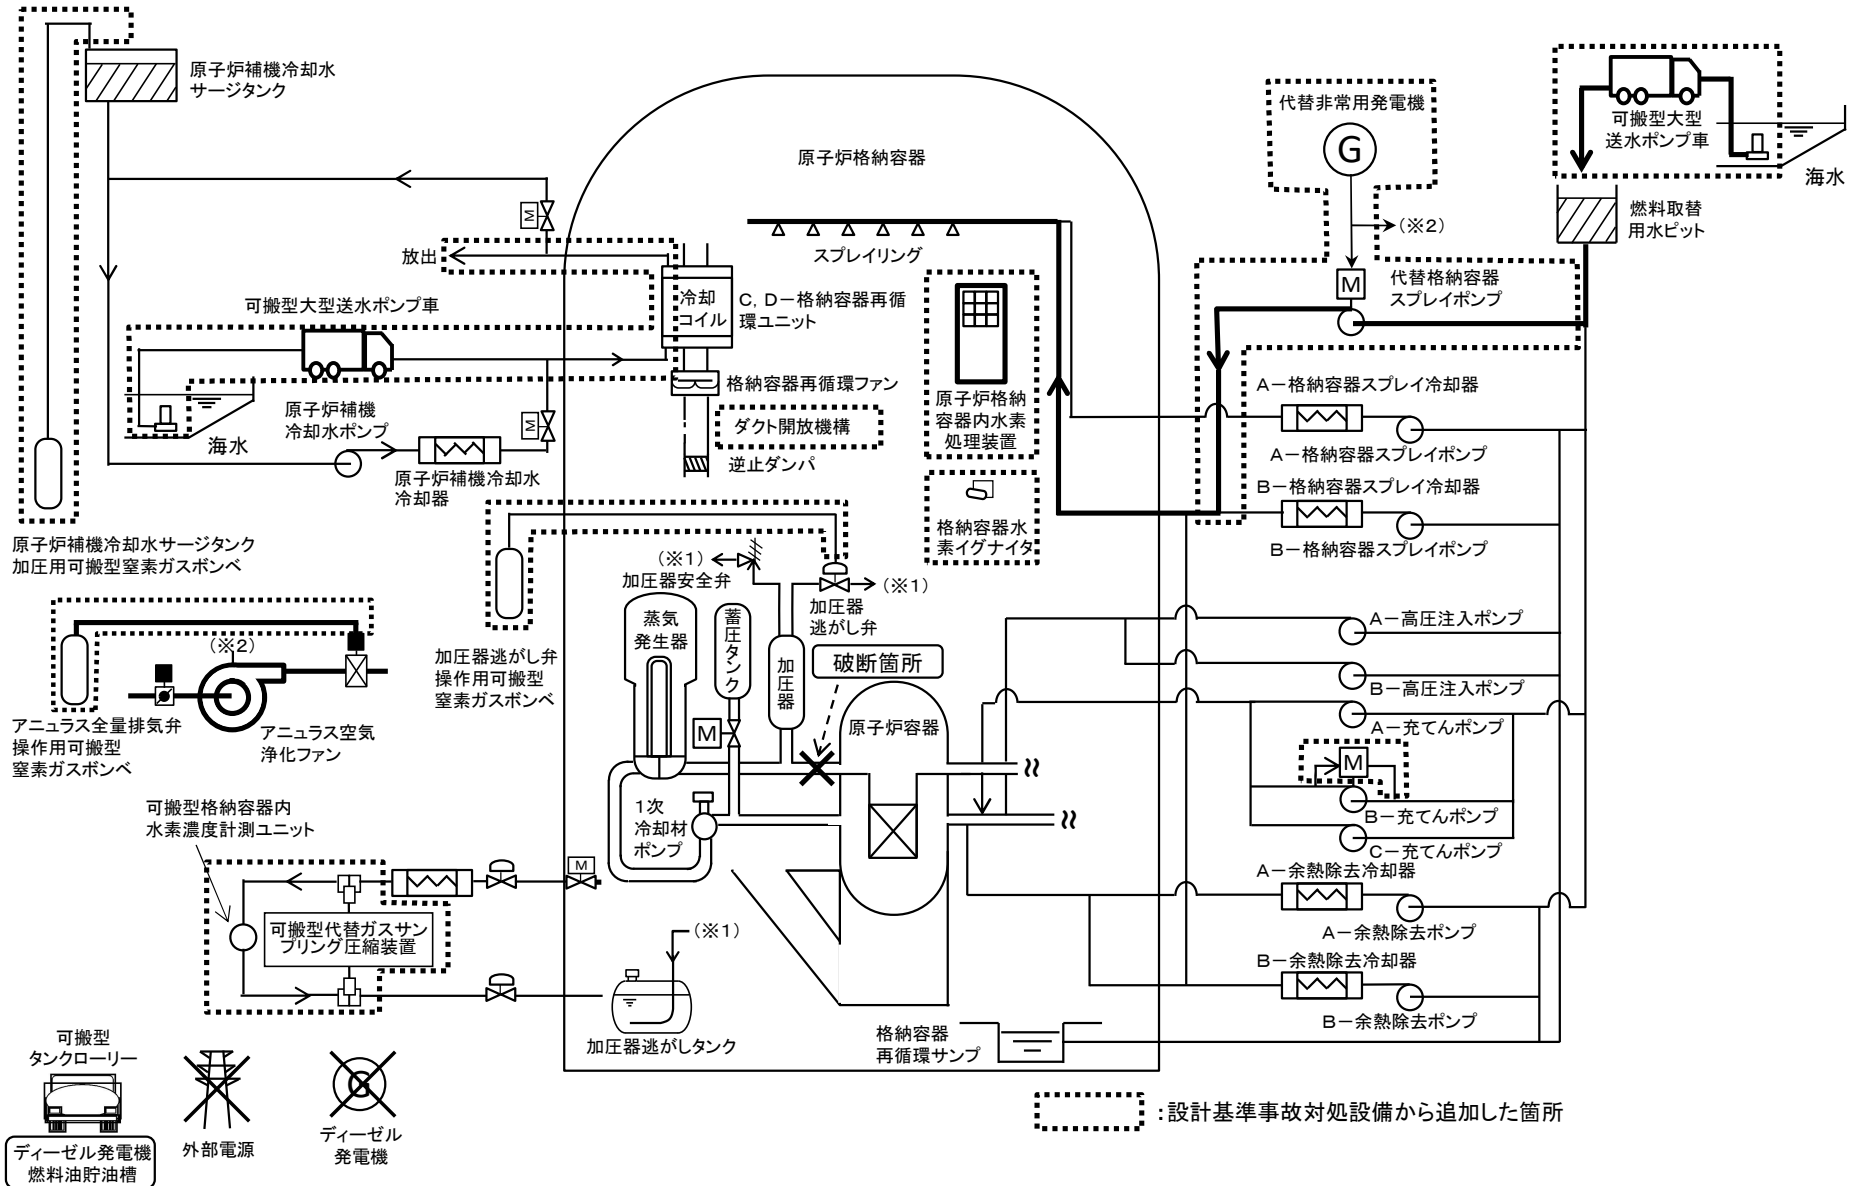 原子炉補機冷却水
サージタンク
原子炉格納容器
代替非常用発電機
G
(※2)
M
代替格納容器
スプレイポンプ
可搬型大型
送水ポンプ車
海水
燃料取替
用水ピット
M
放出
スプレイリング
冷却
コイル
C, D－格納容器再循
環ユニット
可搬型大型送水ポンプ車
格納容器再循環ファン
原子炉格納
容器内水素
処理装置
A－格納容器スプレイ冷却器
A－格納容器スプレイポンプ
原子炉補機
冷却水ポンプ
M
海水
ダクト開放機構
逆止ダンパ
原子炉補機冷却水
冷却器
B－格納容器スプレイ冷却器
B－格納容器スプレイポンプ
格納容器水
素イグナイタ
原子炉補機冷却水サージタンク
加圧用可搬型窒素ガスボンベ
(※1)
加圧器安全弁
(※1)
加圧器
逃がし弁
蒸気
発生器
蓄圧タンク
加圧器
破断箇所
原子炉容器
M
加圧器逃がし弁
操作用可搬型
窒素ガスボンベ
(※2)
アニュラス全量排気弁
操作用可搬型
窒素ガスボンベ
アニュラス空気
浄化ファン
A－高圧注入ポンプ
B－高圧注入ポンプ
A－充てんポンプ
M
B－充てんポンプ
C－充てんポンプ
可搬型格納容器内
水素濃度計測ユニット
1次
冷却材
ポンプ
M
可搬型代替ガスサン
プリング圧縮装置
(※1)
加圧器逃がしタンク
A－余熱除去冷却器
A－余熱除去ポンプ
B－余熱除去冷却器
B－余熱除去ポンプ
格納容器
再循環サンプ
可搬型
タンクローリー
ディーゼル発電機
燃料油貯油槽
外部電源
G
ディーゼル
発電機
:設計基準事故対処設備から追加した箇所